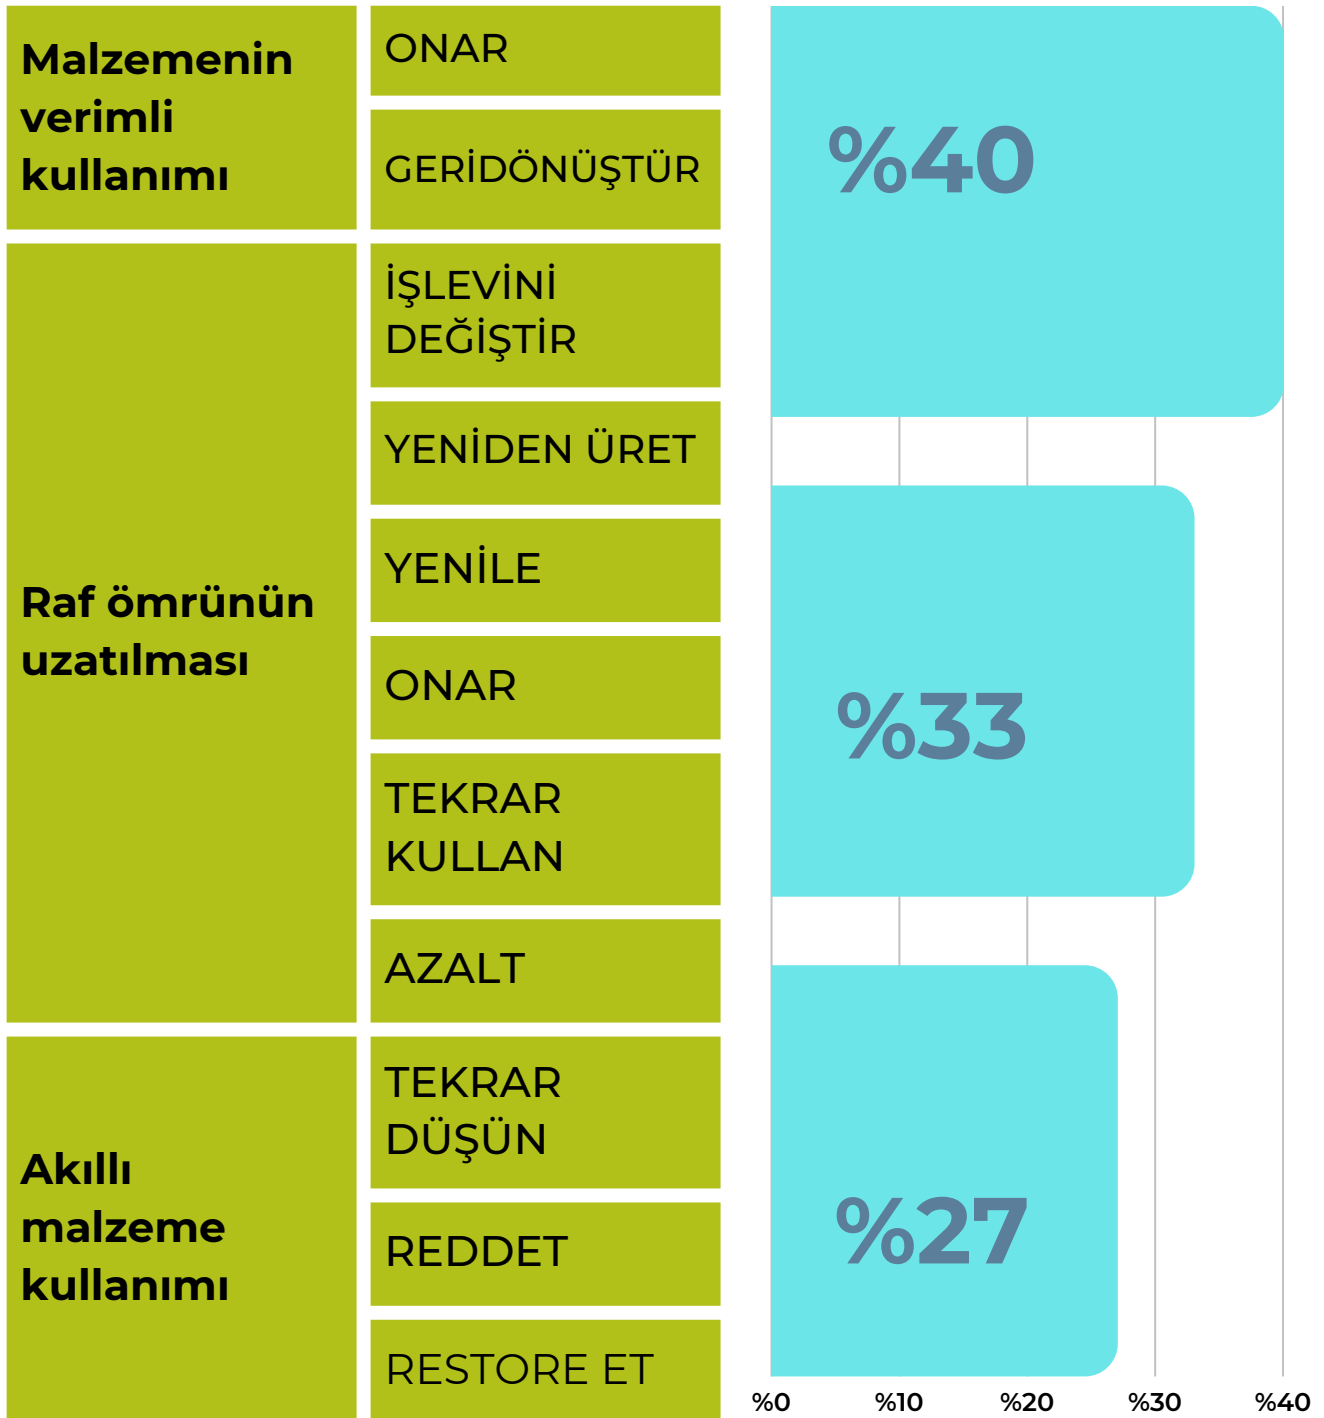 Malzemenin
verimli
kullanımı
ONAR
GERİDÖNÜŞTÜR
Raf ömrünün
uzatılması
İŞLEVİNİ
DEĞİŞTİR
YENİDEN ÜRET
YENİLE
ONAR
TEKRAR
KULLAN
AZALT
Akıllı
malzeme
kullanımı
TEKRAR
DÜŞÜN
REDDET
RESTORE ET
%40
%33
%27
%0 %10 %20 %30 %40